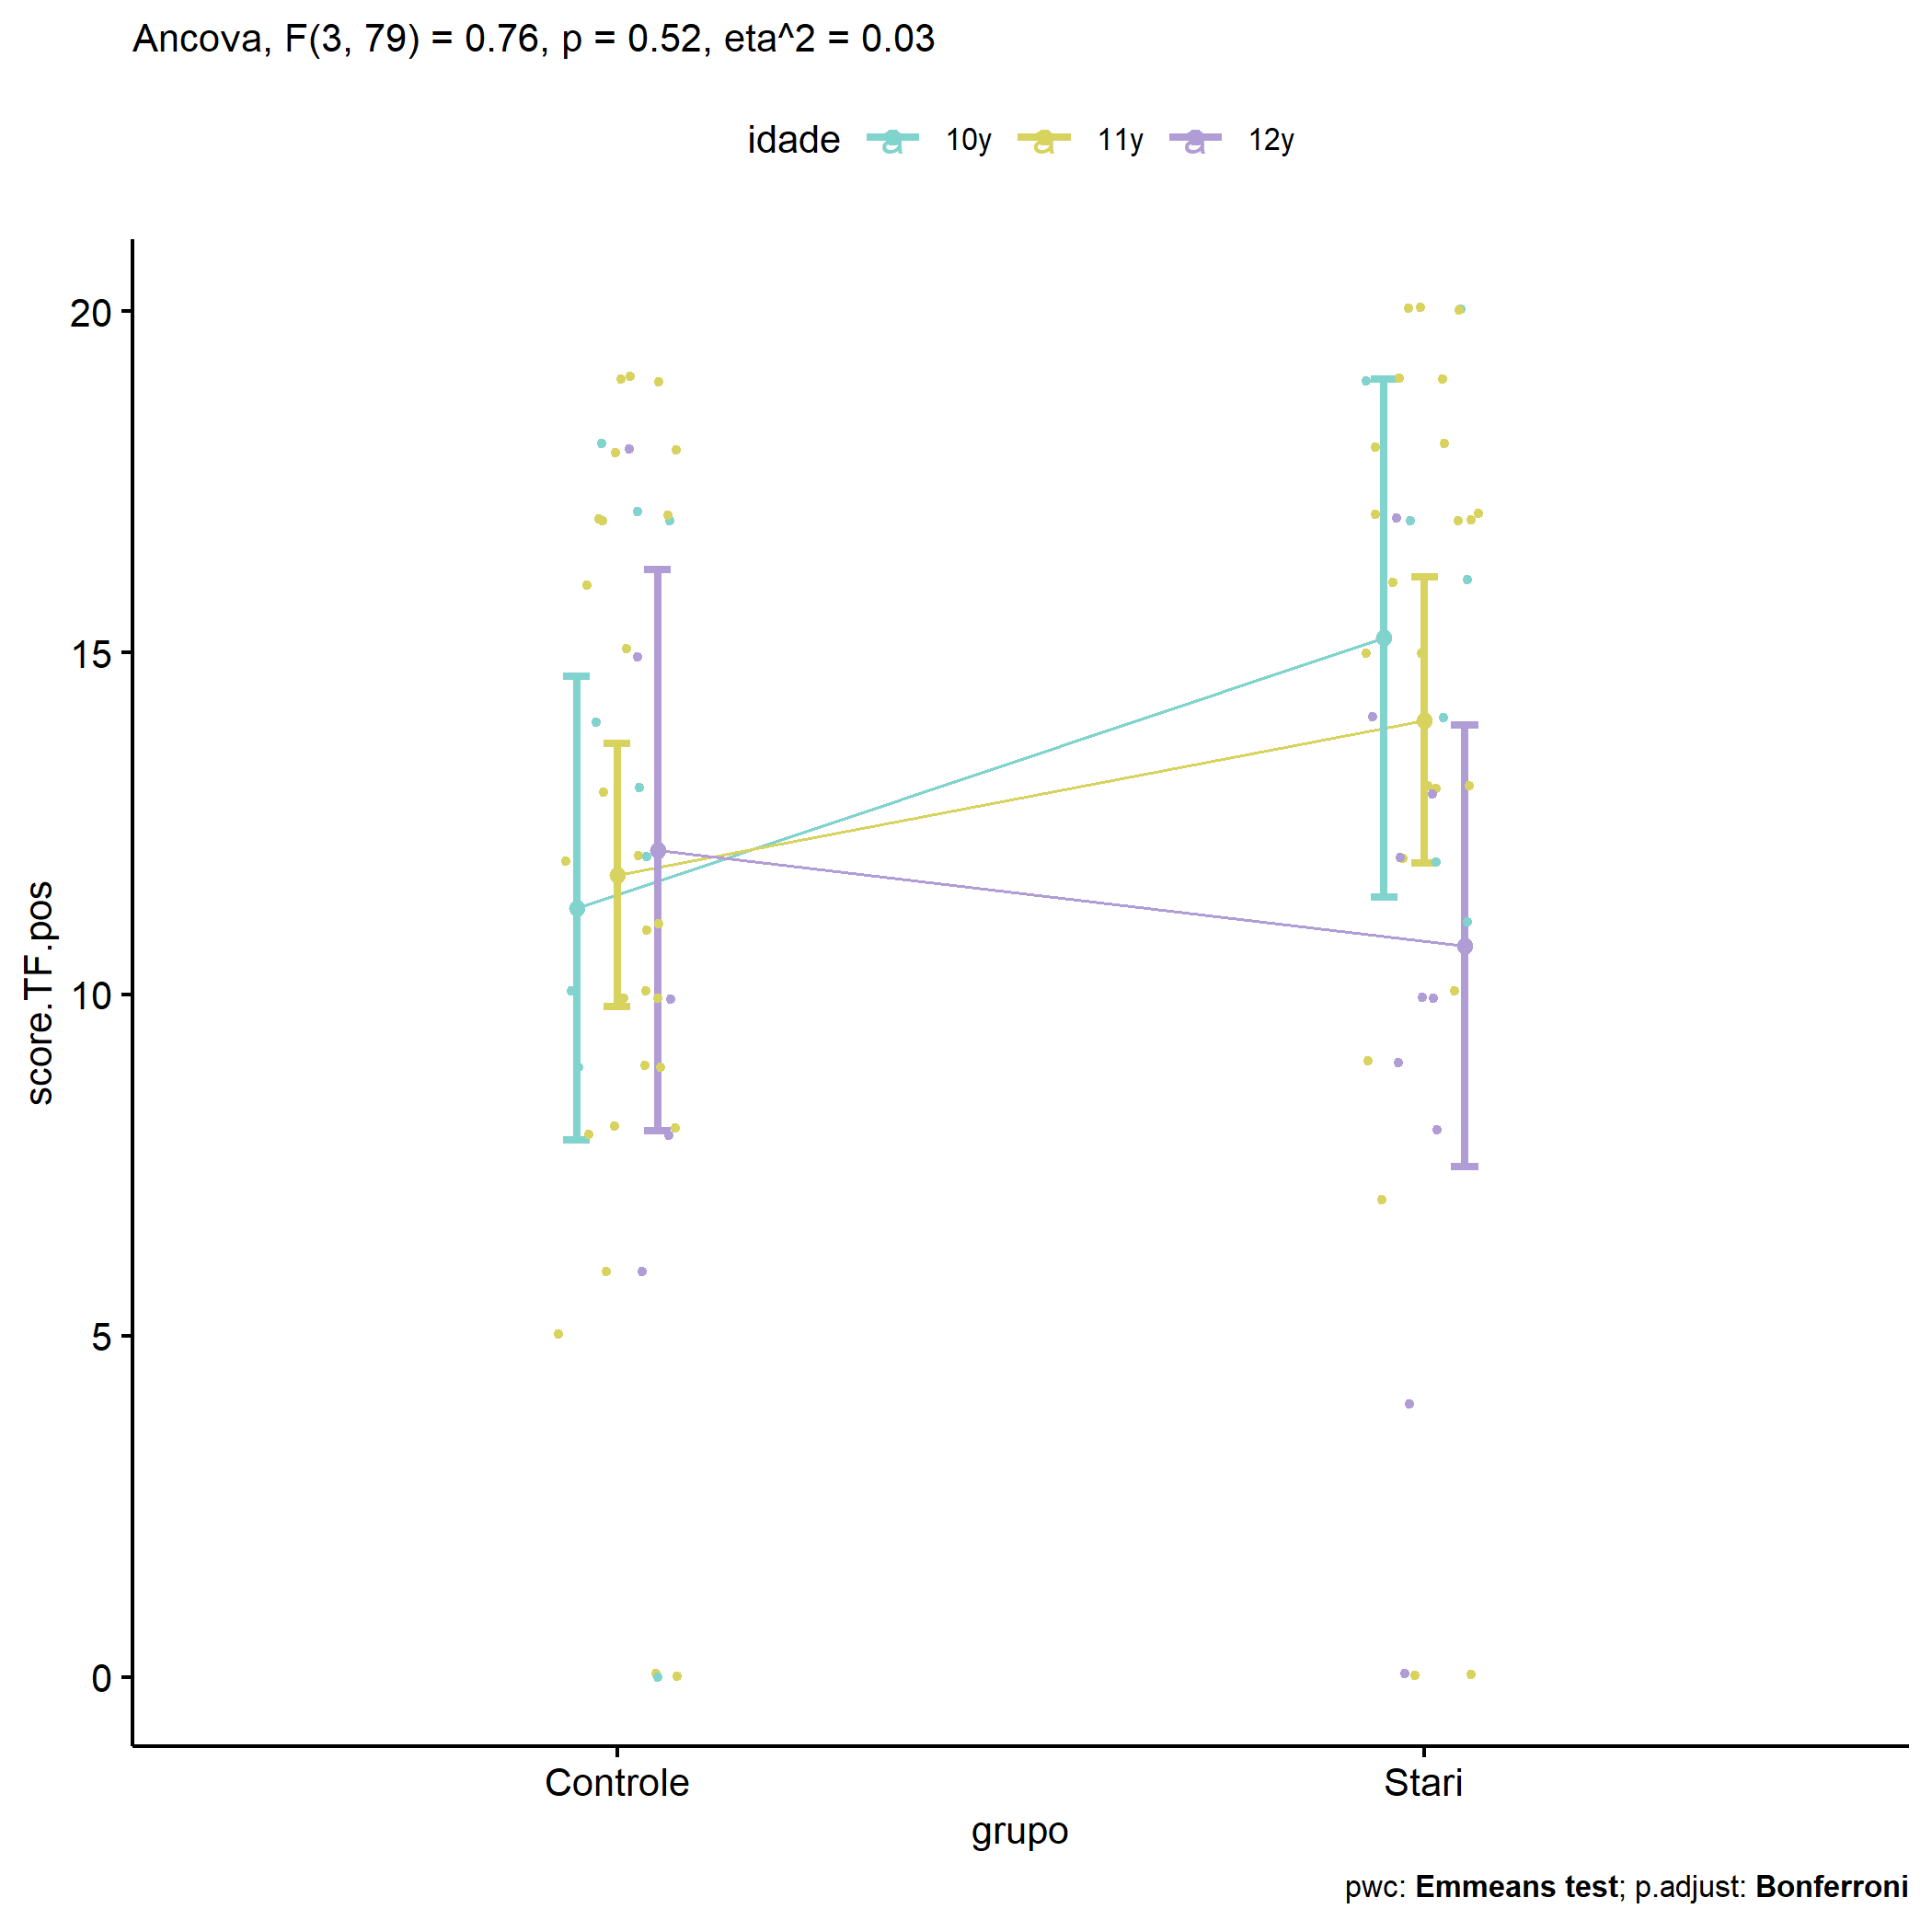 Ancova, F(3, 79) = 0.76, p = 0.52, eta^2 = 0.03
idade a 10y a 11y a 12y
20
15
10
5
0
score.TF.pos
Controle Stari
grupo
pwc: Emmeans test; p.adjust: Bonferroni